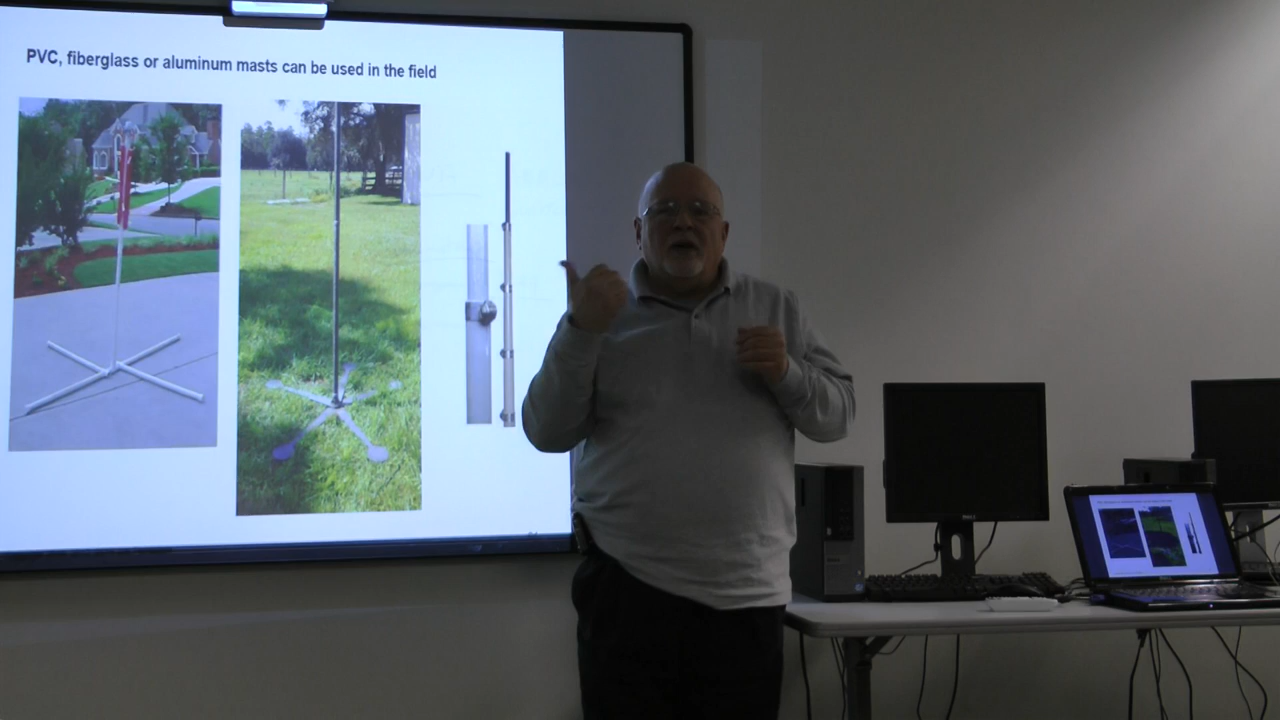 PVC, fiberglass or aluminum masts can be used in the field